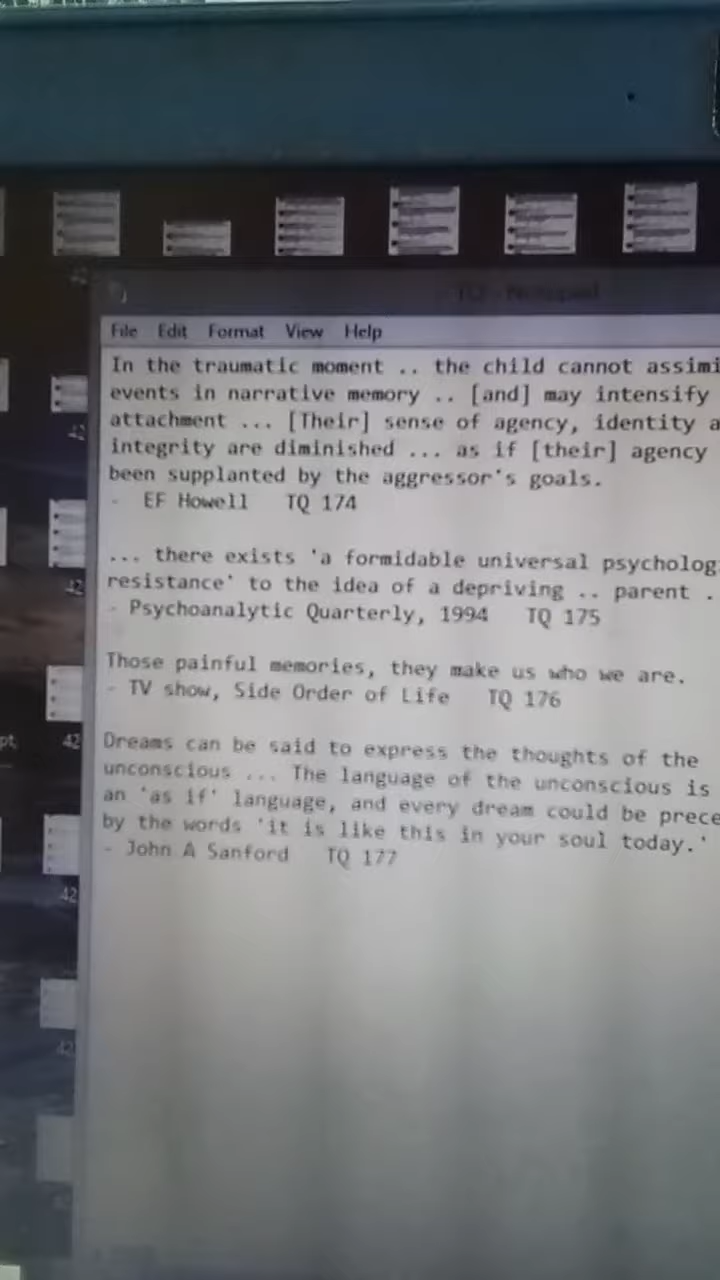 File Edit Format View Help
In the traumatic moment .. the child cannot assimi
events in narrative memory .. [and] may intensify
attachment ... [Their] sense of agency, identity a
integrity are diminished ... as if [their] agency
been supplanted by the aggressor's goals.
- EF Howell TQ 174
... there exists 'a formidable universal psycholog
resistance' to the idea of a depriving .. parent .
- Psychoanalytic Quarterly, 1994 TQ 175
Those painful memories, they make us who we are.
- TV show, Side Order of Life TQ 176
Dreams can be said to express the thoughts of the
unconscious ... The language of the unconscious is
an 'as if' language, and every dream could be prece
by the words 'it is like this in your soul today.'
- John A Sanford TQ 177